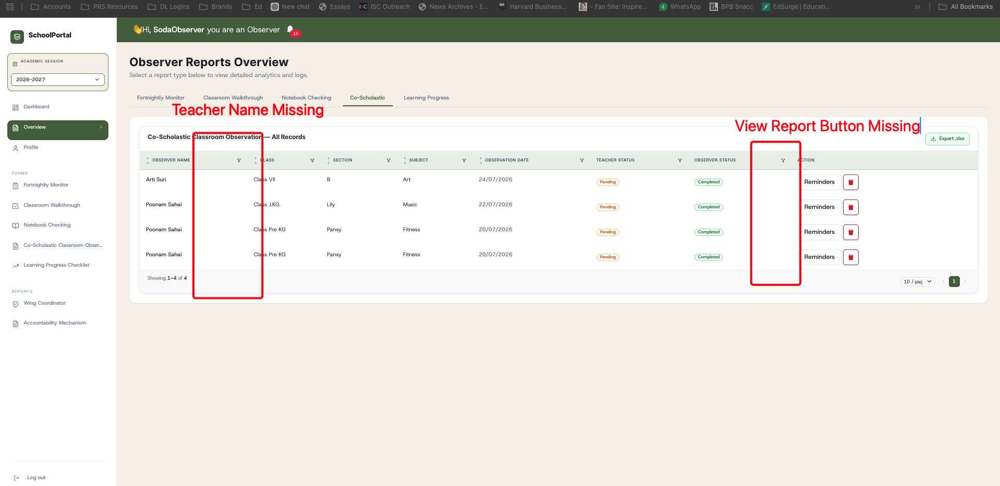 Accounts PRS Resources DL Logins Brands Ed New chat Essays ISC Outreach News Archives - E... Harvard Business... - Fan Site: Inspire... 4 WhatsApp BPB Snacc EdSurge | Educati... All Bookmarks
SchoolPortal
👋Hi, SodaObserver you are an Observer 12
ACADEMIC SESSION
2026-2027
Dashboard
Overview
Profile
FORMS
Fortnightly Monitor
Classroom Walkthrough
Notebook Checking
Co-Scholastic Classroom Obser...
Learning Progress Checklist
REPORTS
Wing Coordinator
Accountability Mechanism
Log out
Observer Reports Overview
Select a report type below to view detailed analytics and logs.
Fortnightly Monitor Classroom Walkthrough Notebook Checking Co-Scholastic Learning Progress
Teacher Name Missing
View Report Button Missing
Co-Scholastic Classroom Observation — All Records
Export .xlsx
OBSERVER NAME CLASS SECTION SUBJECT OBSERVATION DATE TEACHER STATUS OBSERVER STATUS ACTION
Arti Suri Class VII B Art 24/07/2026 Pending Completed Reminders
Poonam Sahai Class J.KG. Lily Music 22/07/2026 Pending Completed Reminders
Poonam Sahai Class Pre KG Pansy Fitness 20/07/2026 Pending Completed Reminders
Poonam Sahai Class Pre KG Pansy Fitness 20/07/2026 Pending Completed Reminders
Showing 1–4 of 4
10 / pag 1